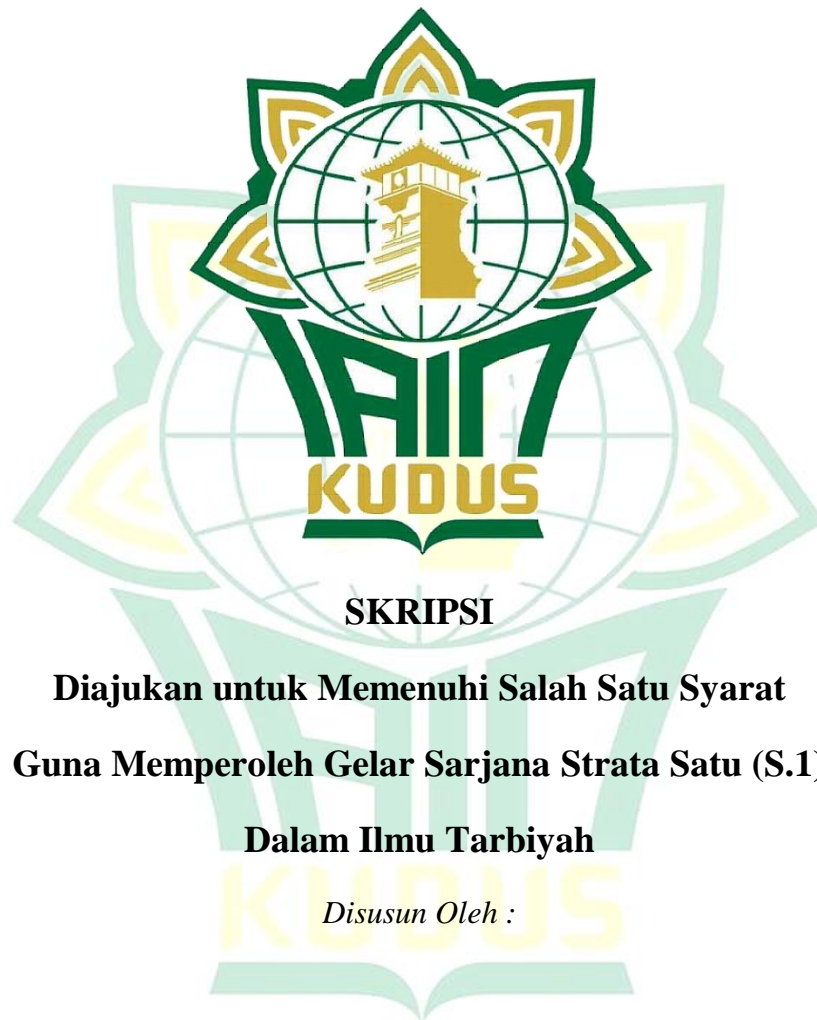 IAIN
KUDUS
SKRIPSI
Diajukan untuk Memenuhi Salah Satu Syarat
Guna Memperoleh Gelar Sarjana Strata Satu (S.1)
Dalam Ilmu Tarbiyah
KUDUS
Disusun Oleh :